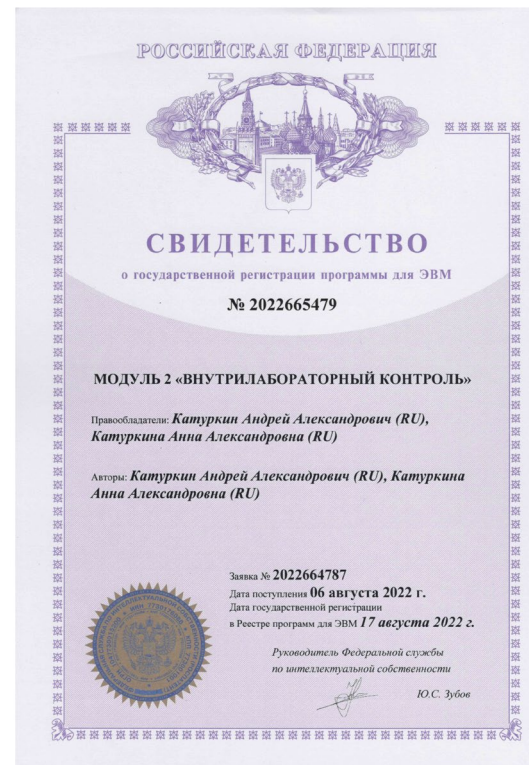 РОССИЙСКАЯ ФЕДЕРАЦИЯ
СВИДЕТЕЛЬСТВО
о государственной регистрации программы для ЭВМ
№ 2022665479
МОДУЛЬ 2 «ВНУТРИЛАБОРАТОРНЫЙ КОНТРОЛЬ»
Правообладатели: Катуркин Андрей Александрович (RU),
Катуркина Анна Александровна (RU)
Авторы: Катуркин Андрей Александрович (RU), Катуркина
Анна Александровна (RU)
Заявка № 2022664787
Дата поступления 06 августа 2022 г.
Дата государственной регистрации
в Реестре программ для ЭВМ 17 августа 2022 г.
Руководитель Федеральной службы
по интеллектуальной собственности
Ю.С. Зубов